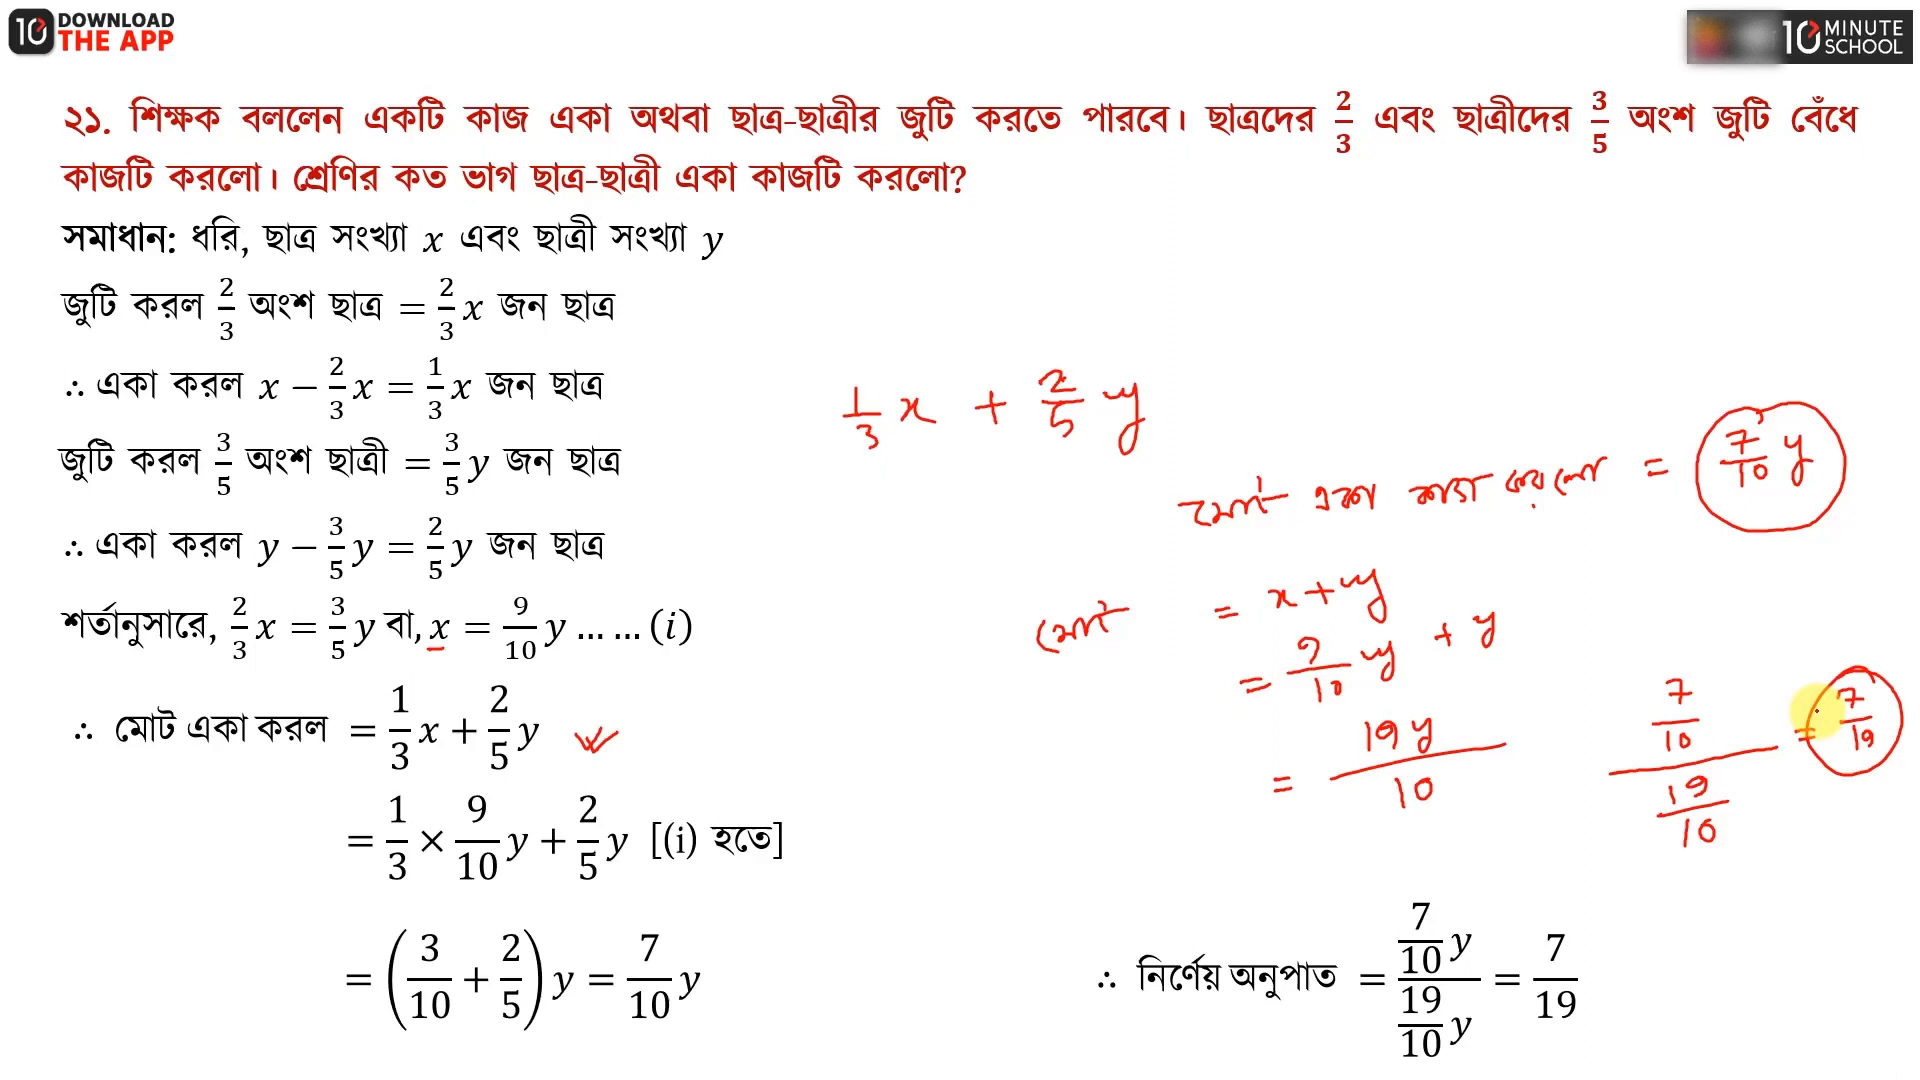 10 DOWNLOAD THE APP
10 MINUTE SCHOOL
২১. শিক্ষক বললেন একটি কাজ একা অথবা ছাত্র-ছাত্রীর জুটি করতে পারবে। ছাত্রদের 2/3 এবং ছাত্রীদের 3/5 অংশ জুটি বেঁধে
কাজটি করলো। শ্রেণির কত ভাগ ছাত্র-ছাত্রী একা কাজটি করলো?
সমাধান: ধরি, ছাত্র সংখ্যা x এবং ছাত্রী সংখ্যা y
জুটি করল 2/3 অংশ ছাত্র = 2/3 x জন ছাত্র
∴ একা করল x − 2/3 x = 1/3 x জন ছাত্র
জুটি করল 3/5 অংশ ছাত্রী = 3/5 y জন ছাত্র
∴ একা করল y − 3/5 y = 2/5 y জন ছাত্র
শর্তানুসারে, 2/3 x = 3/5 y বা, x = 9/10 y ... ... (i)
∴ মোট একা করল = 1/3 x + 2/5 y
= 1/3 × 9/10 y + 2/5 y [(i) হতে]
= (3/10 + 2/5) y = 7/10 y
1/3 x + 2/5 y
মোট একা কাজ করলো = 7/10 y
মোট = x + y
= 9/10 y + y
= 19y/10
7/10 / 19/10 = 7/19
∴ নির্ণেয় অনুপাত = 7/10 y / 19/10 y = 7/19